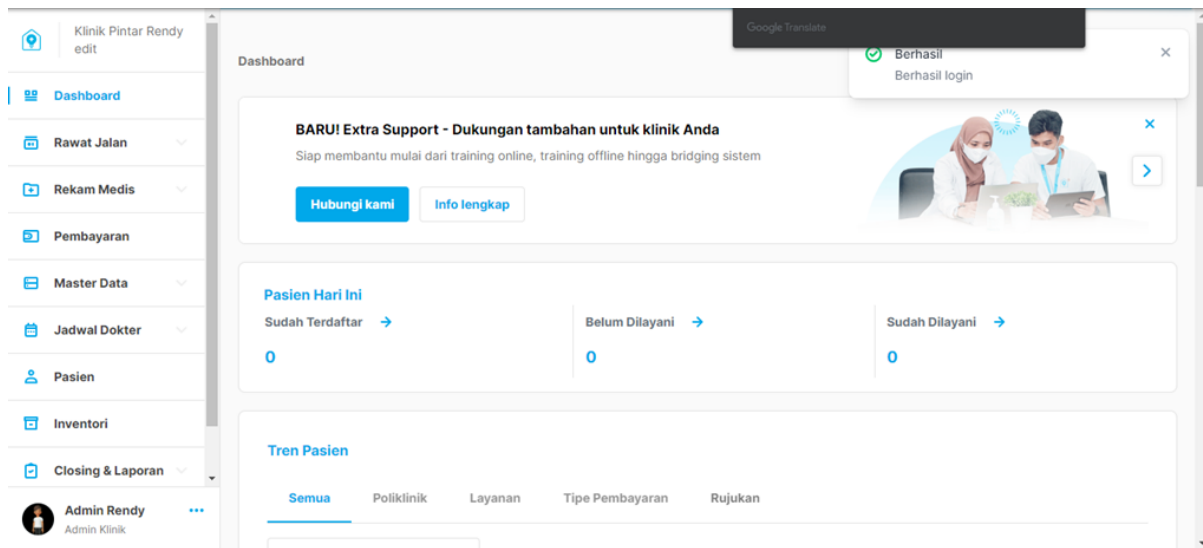 Klinik Pintar Rendy
edit
Dashboard
Rawat Jalan
Rekam Medis
Pembayaran
Master Data
Jadwal Dokter
Pasien
Inventori
Closing & Laporan
Admin Rendy
Admin Klinik
Google Translate
Berhasil
Berhasil login
Dashboard
BARU! Extra Support - Dukungan tambahan untuk klinik Anda
Siap membantu mulai dari training online, training offline hingga bridging sistem
Hubungi kami Info lengkap
Pasien Hari Ini
Sudah Terdaftar Belum Dilayani Sudah Dilayani
0 0 0
Tren Pasien
Semua Poliklinik Layanan Tipe Pembayaran Rujukan